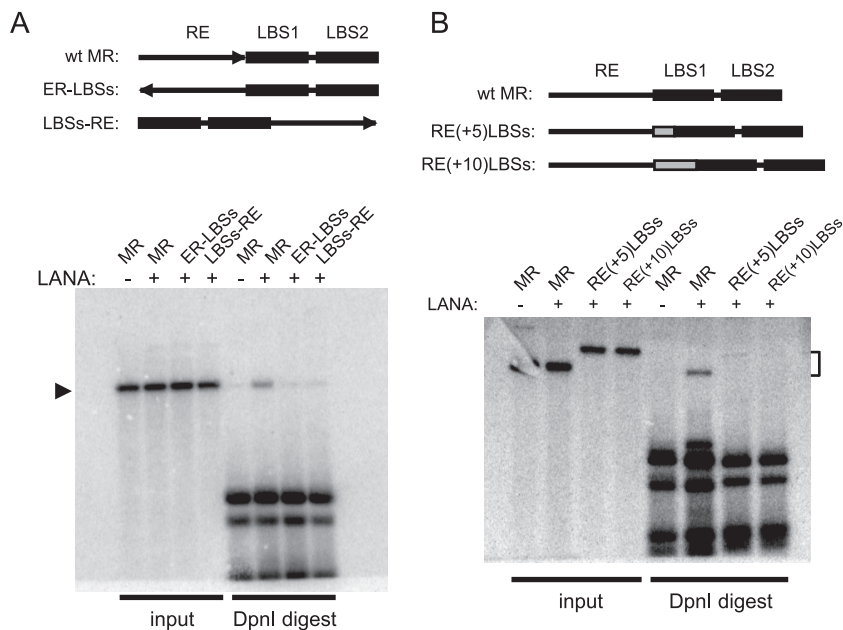 A
RE LBS1 LBS2
wt MR:
ER-LBSs:
LBSs-RE:
MR MR ER-LBSs LBSs-RE MR MR ER-LBSs LBSs-RE
LANA: - + + + - + + +
input DpnI digest
B
RE LBS1 LBS2
wt MR:
RE(+5)LBSs:
RE(+10)LBSs:
MR MR RE(+5)LBSs RE(+10)LBSs MR MR RE(+5)LBSs RE(+10)LBSs
LANA: - + + + - + + +
input DpnI digest